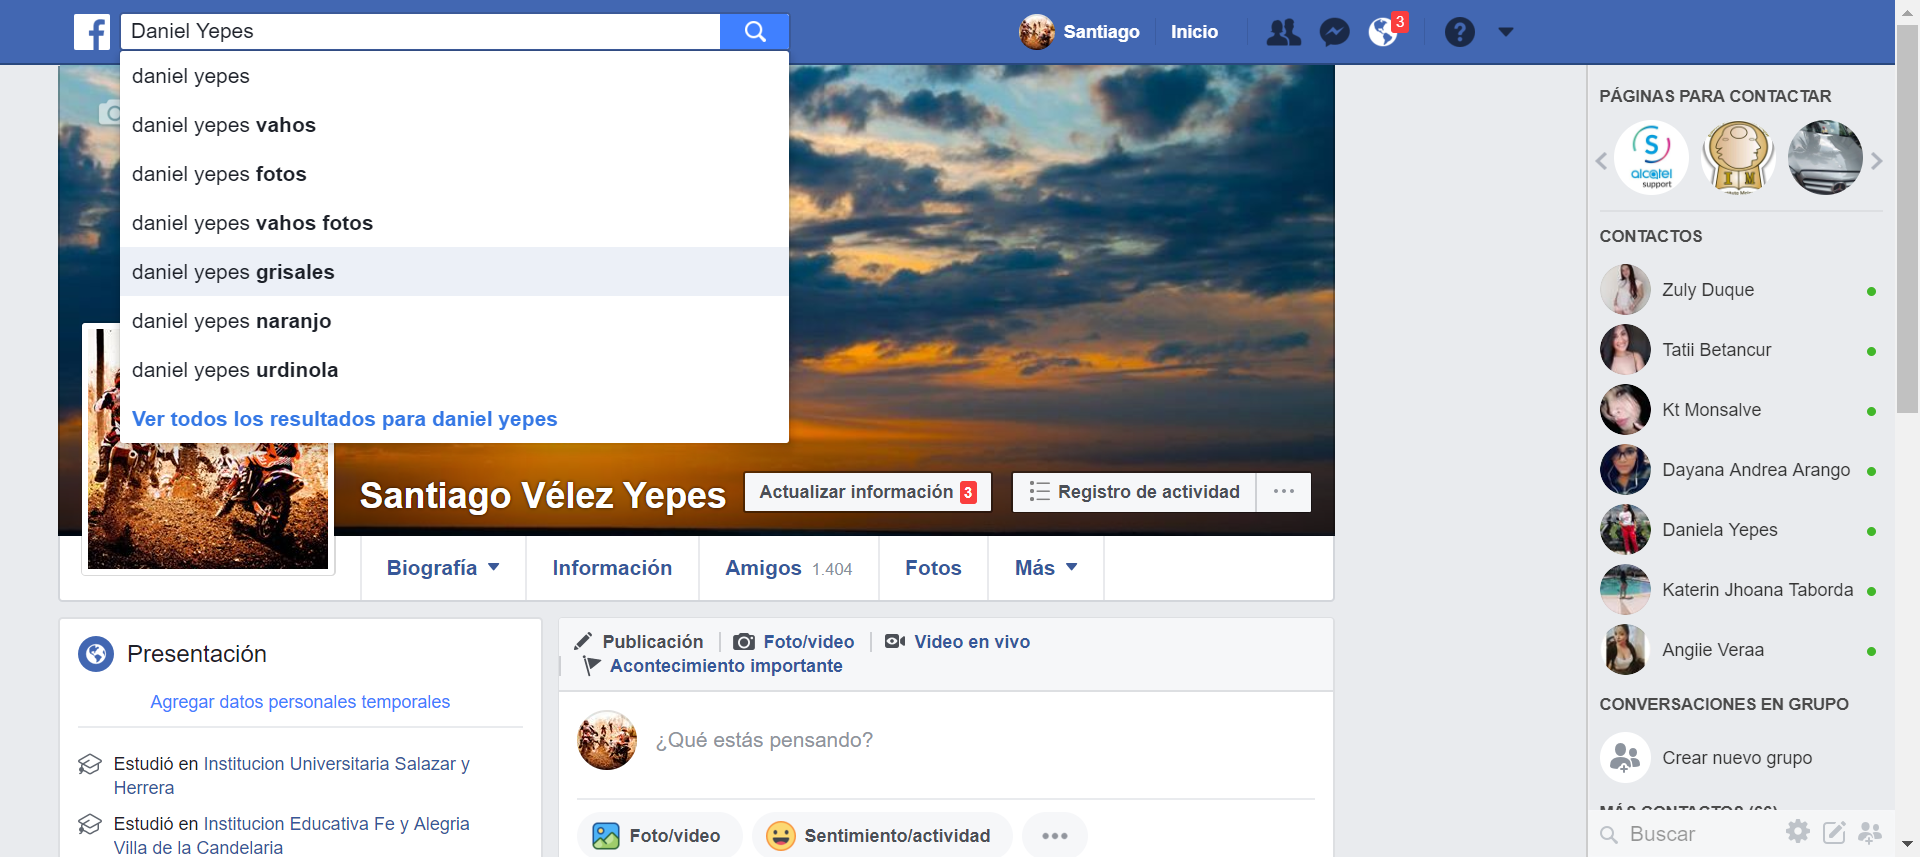 Daniel Yepes
Santiago
Inicio
3
daniel yepes
daniel yepes vahos
daniel yepes fotos
daniel yepes vahos fotos
daniel yepes grisales
daniel yepes naranjo
daniel yepes urdinola
Ver todos los resultados para daniel yepes
Santiago Vélez Yepes
Actualizar información 3
Registro de actividad
Biografía
Información
Amigos 1.404
Fotos
Más
Presentación
Agregar datos personales temporales
Estudió en Institucion Universitaria Salazar y
Herrera
Estudió en Institucion Educativa Fe y Alegria
Villa de la Candelaria
Publicación
Foto/video
Video en vivo
Acontecimiento importante
¿Qué estás pensando?
Foto/video
Sentimiento/actividad
PÁGINAS PARA CONTACTAR
S
alcatel
support
I M
CONTACTOS
Zuly Duque
Tatii Betancur
Kt Monsalve
Dayana Andrea Arango
Daniela Yepes
Katerin Jhoana Taborda
Angiie Veraa
CONVERSACIONES EN GRUPO
Crear nuevo grupo
MÁS CONTACTOS (66)
Buscar